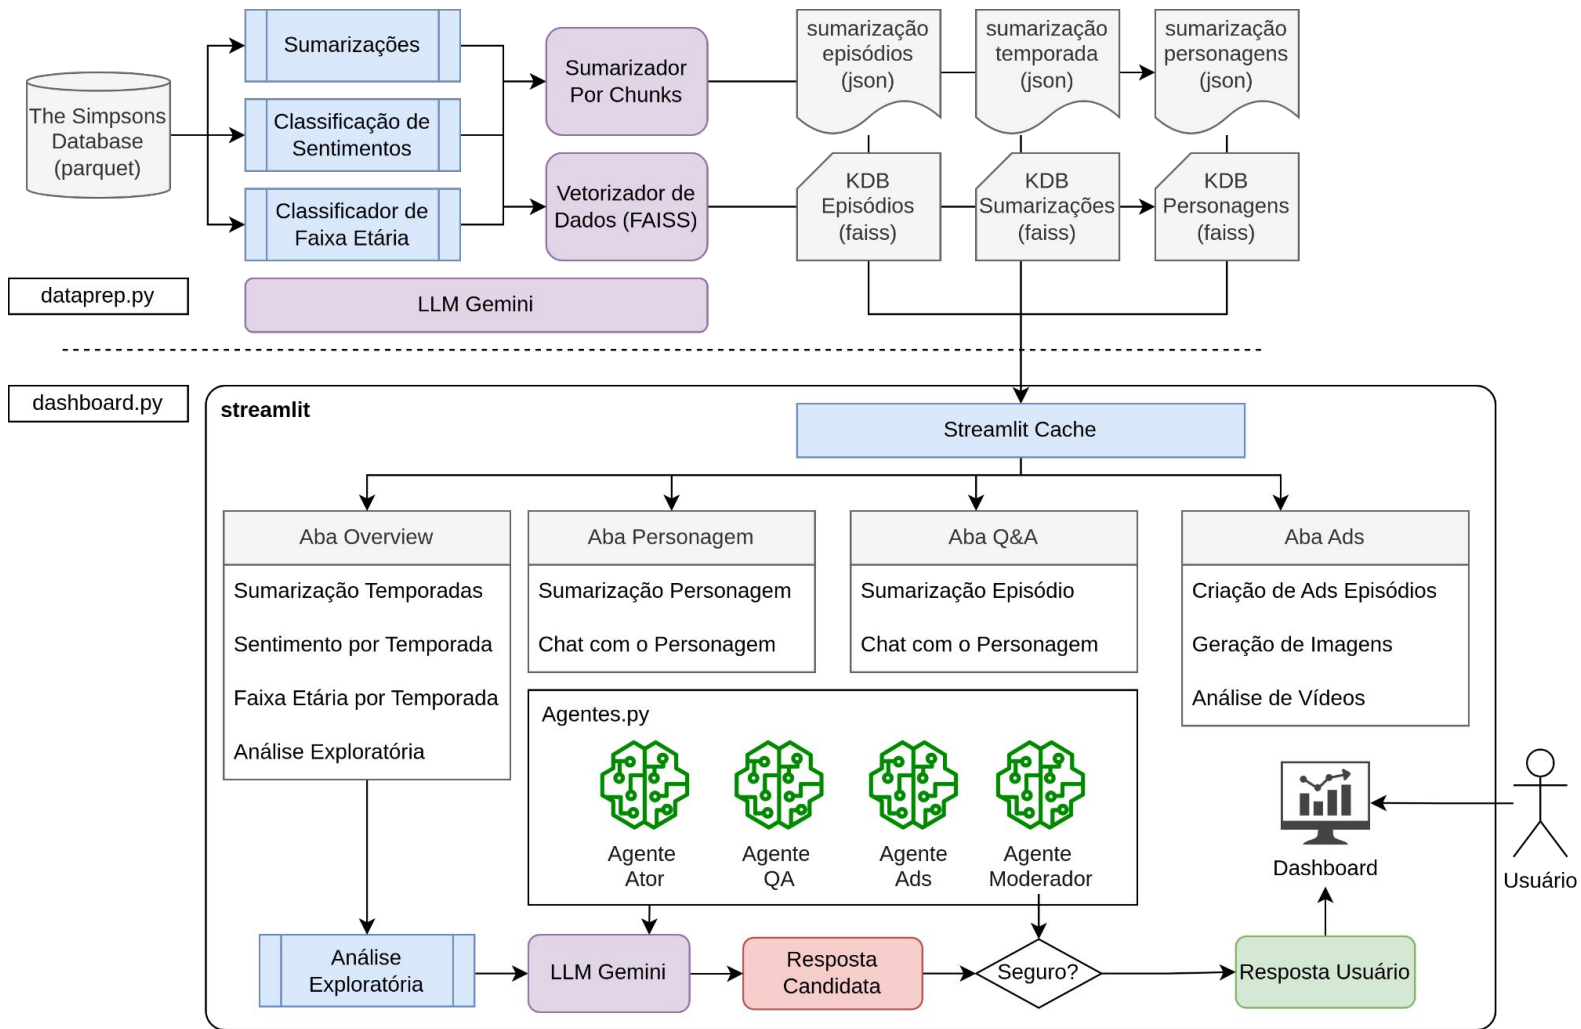 The Simpsons
Database
(parquet)
Sumarizações
Classificação de
Sentimentos
Classificador de
Faixa Etária
Sumarizador
Por Chunks
Vetorizador de
Dados (FAISS)
sumarização
episódios
(json)
sumarização
temporada
(json)
sumarização
personagens
(json)
KDB
Episódios
(faiss)
KDB
Sumarizações
(faiss)
KDB
Personagens
(faiss)
dataprep.py
LLM Gemini
dashboard.py
streamlit
Streamlit Cache
Aba Overview
Sumarização Temporadas
Sentimento por Temporada
Faixa Etária por Temporada
Análise Exploratória
Aba Personagem
Sumarização Personagem
Chat com o Personagem
Aba Q&A
Sumarização Episódio
Chat com o Personagem
Aba Ads
Criação de Ads Episódios
Geração de Imagens
Análise de Vídeos
Agentes.py
Agente
Ator
Agente
QA
Agente
Ads
Agente
Moderador
Dashboard
Usuário
Análise
Exploratória
LLM Gemini
Resposta
Candidata
Seguro?
Resposta Usuário